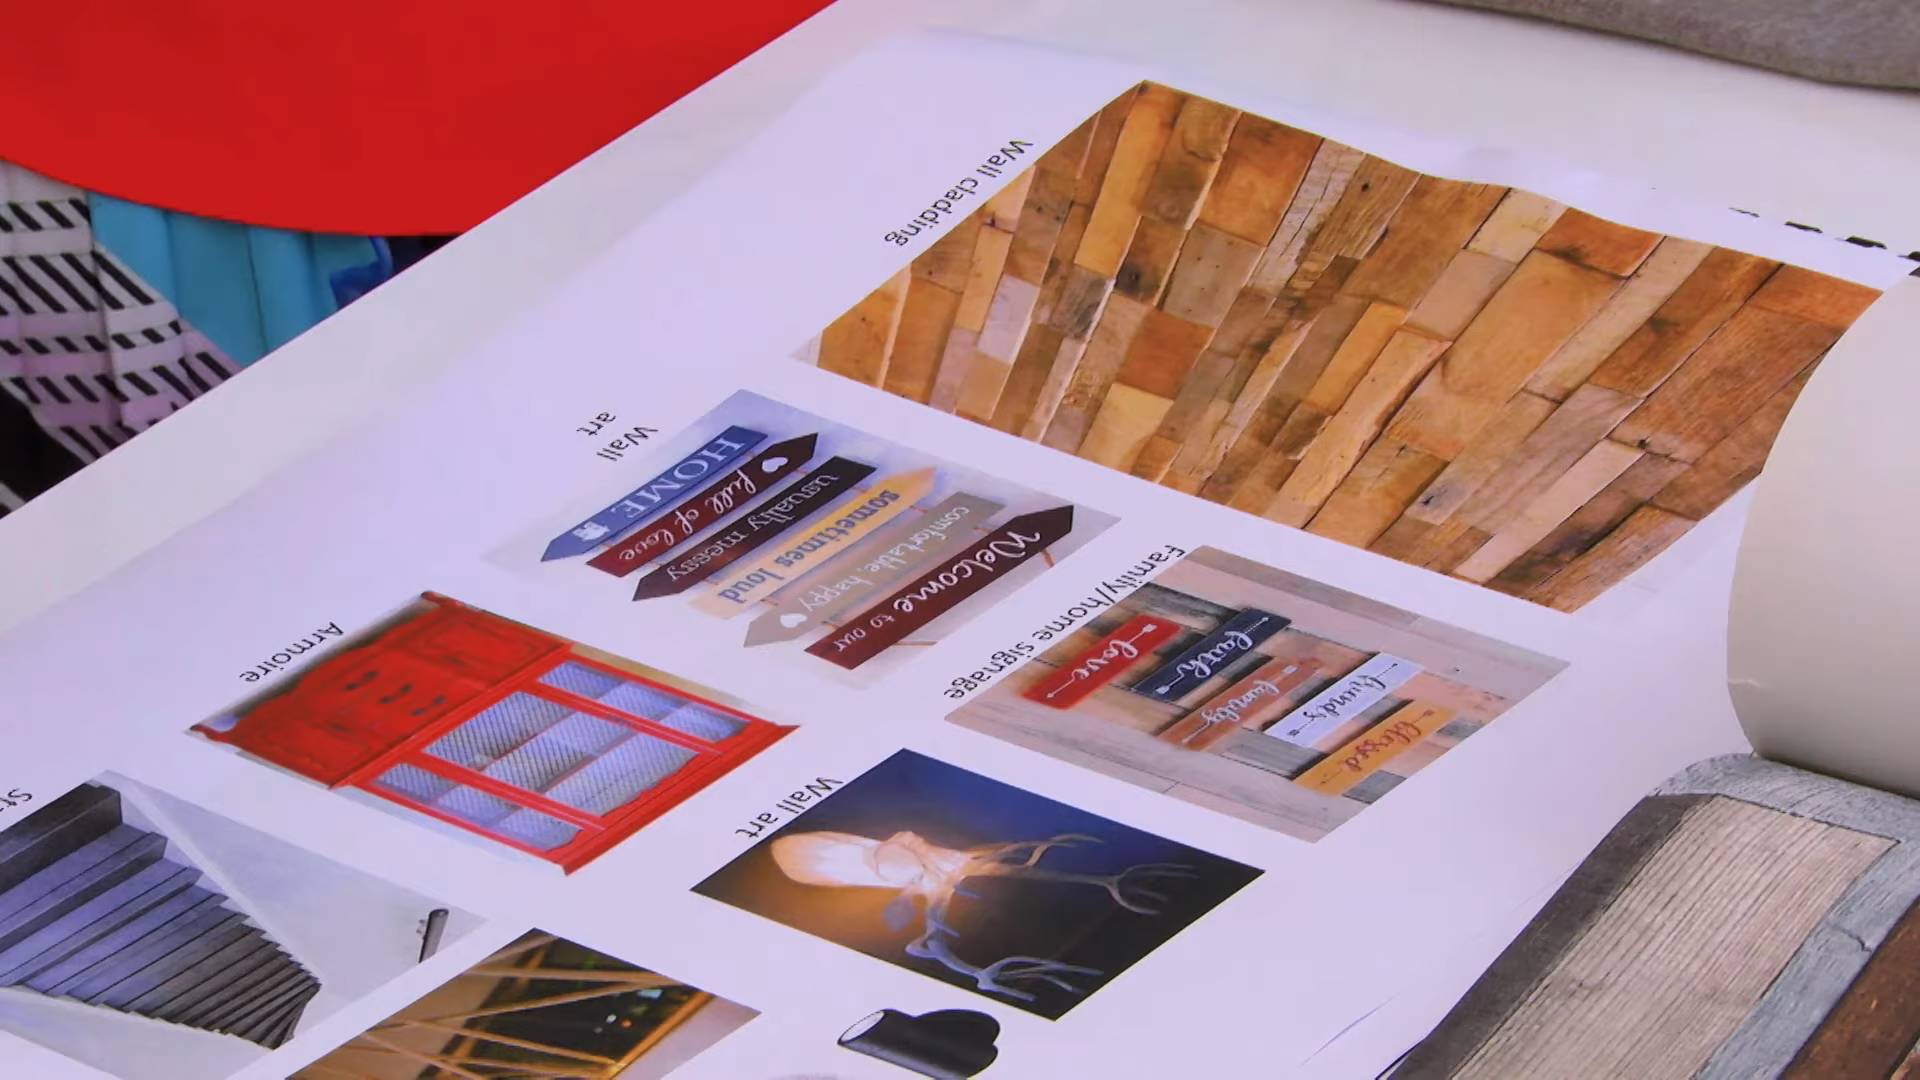 Wall cladding
Wall
art
Welcome to our
comfortable, happy
sometimes loud
usually messy
full of love
HOME
Family/home signage
love
faith
family
friends
blessed
Armoire
Wall art